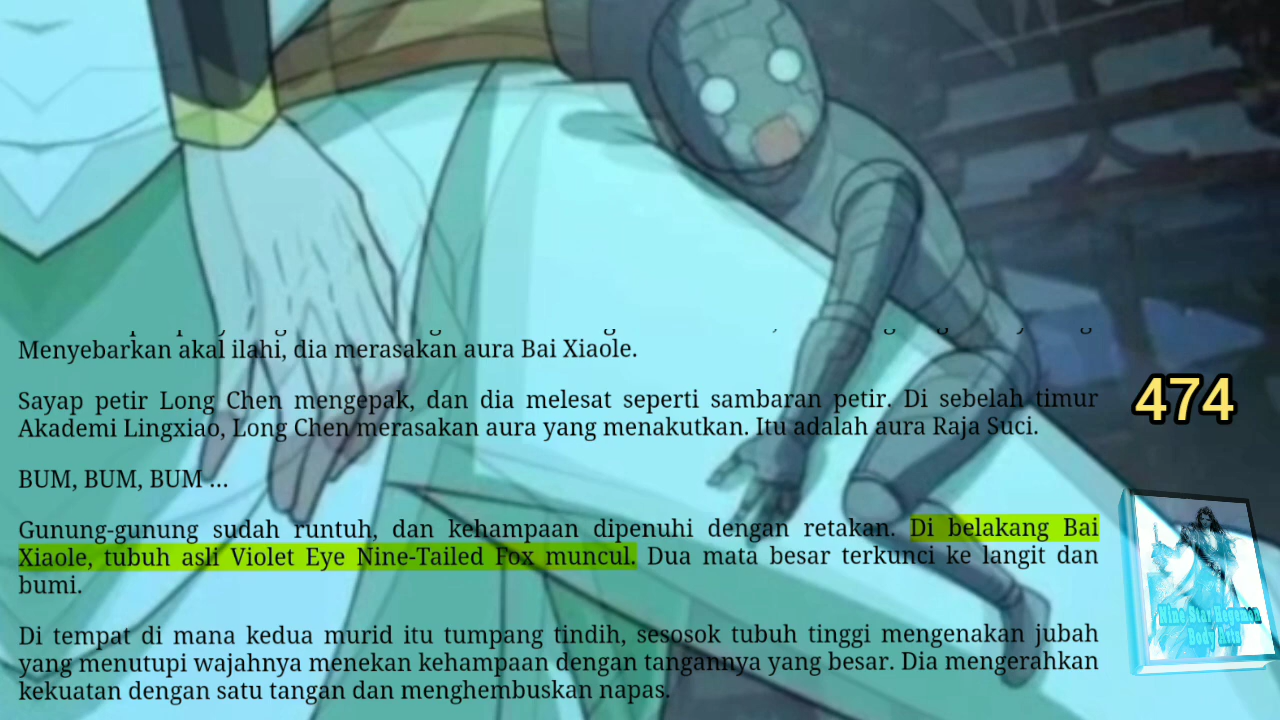 Menyebarkan akal ilahi, dia merasakan aura Bai Xiaole.
Sayap petir Long Chen mengepak, dan dia melesat seperti sambaran petir. Di sebelah timur
Akademi Lingxiao, Long Chen merasakan aura yang menakutkan. Itu adalah aura Raja Suci.
474
BUM, BUM, BUM ...
Gunung-gunung sudah runtuh, dan kehampaan dipenuhi dengan retakan. Di belakang Bai
Xiaole, tubuh asli Violet Eye Nine-Tailed Fox muncul. Dua mata besar terkunci ke langit dan
bumi.
Nine Star Hegemon
Body Arts
Di tempat di mana kedua murid itu tumpang tindih, sesosok tubuh tinggi mengenakan jubah
yang menutupi wajahnya menekan kehampaan dengan tangannya yang besar. Dia mengerahkan
kekuatan dengan satu tangan dan menghembuskan napas.